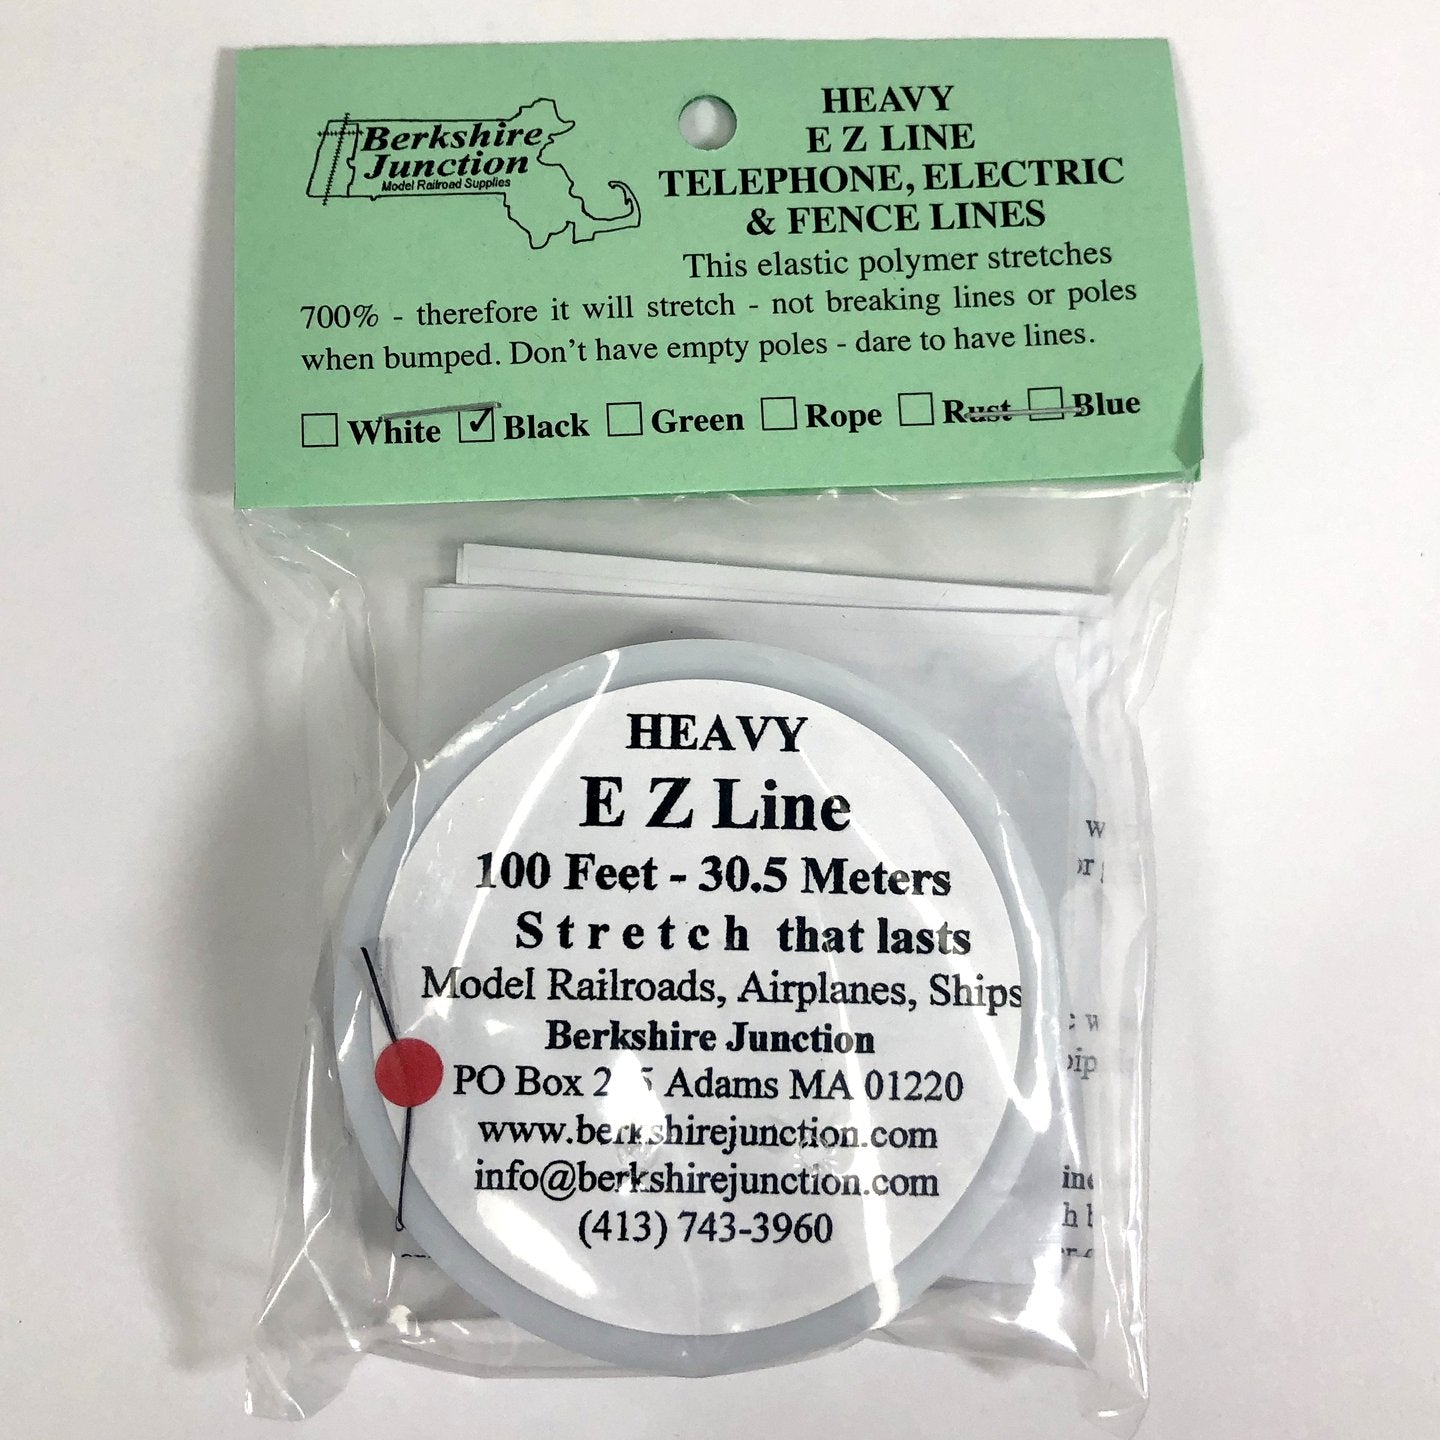 Berkshire
Junction
Model Railroad Supplies
HEAVY
E Z LINE
TELEPHONE, ELECTRIC
& FENCE LINES
This elastic polymer stretches
700% - therefore it will stretch - not breaking lines or poles
when bumped. Don't have empty poles - dare to have lines.
White Black Green Rope Rust Blue
HEAVY
E Z Line
100 Feet - 30.5 Meters
Stretch that lasts
Model Railroads, Airplanes, Ships
Berkshire Junction
PO Box Adams MA 01220
www.berkshirejunction.com
info@berkshirejunction.com
(413) 743-3960